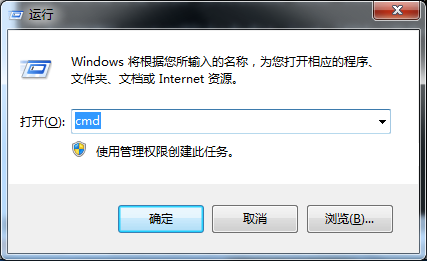 运行
Windows 将根据您所输入的名称，为您打开相应的程序、
文件夹、文档或 Internet 资源。
打开(O): cmd
使用管理权限创建此任务。
确定 取消 浏览(B)...